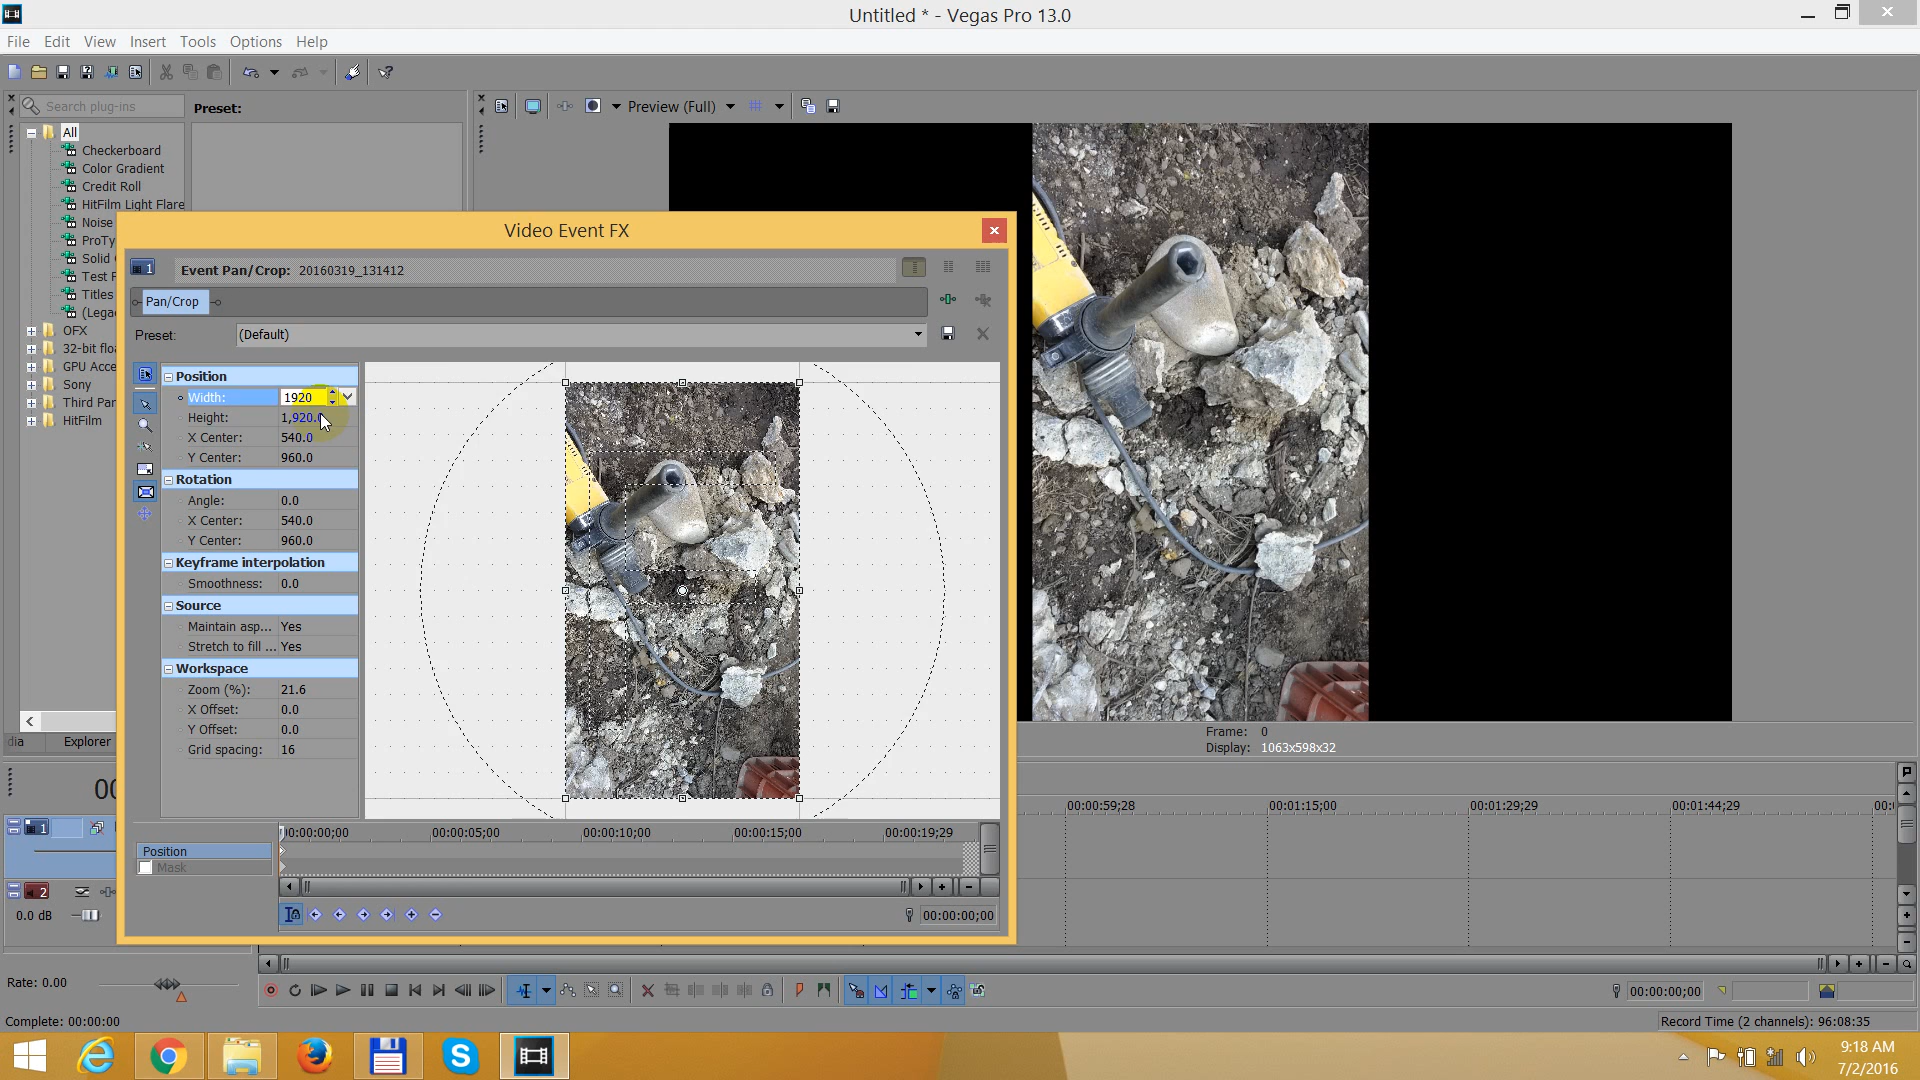 Untitled * - Vegas Pro 13.0
File Edit View Insert Tools Options Help
Search plug-ins
Preset:
Preview (Full)
All
Checkerboard
Color Gradient
Credit Roll
HitFilm Light Flare
Noise
ProTy
Solid
Test F
Titles
(Lega
OFX
32-bit floa
GPU Acce
Sony
Third Par
HitFilm
Video Event FX
1
Event Pan/Crop: 20160319_131412
Pan/Crop
Preset: (Default)
Position
Width: 1920
Height: 1,920.0
X Center: 540.0
Y Center: 960.0
Rotation
Angle: 0.0
X Center: 540.0
Y Center: 960.0
Keyframe interpolation
Smoothness: 0.0
Source
Maintain asp... Yes
Stretch to fill ... Yes
Workspace
Zoom (%): 21.6
X Offset: 0.0
Y Offset: 0.0
Grid spacing: 16
00:00:00;00 00:00:05;00 00:00:10;00 00:00:15;00 00:00:19;29
Position
Mask
00:00:00;00
Frame: 0
Display: 1063x598x32
dia Explorer
00
00:00:59;28 00:01:15;00 00:01:29;29 00:01:44;29 00:0
1
2
0.0 dB
Rate: 0.00
00:00:00;00
Complete: 00:00:00
Record Time (2 channels): 96:08:35
9:18 AM
7/2/2016